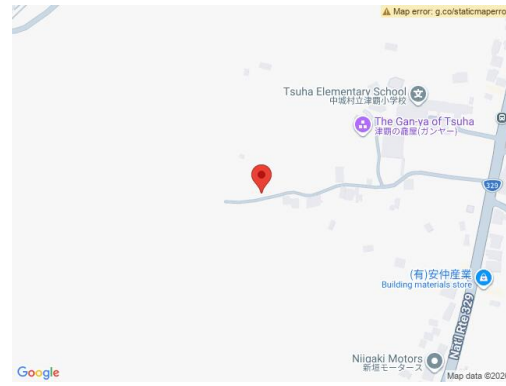 Map error: g.co/staticmaperro
Tsuha Elementary School
中城村立津覇小学校
The Gan-ya of Tsuha
津覇の龕屋(ガンヤー)
329
(有)安仲産業
Building materials store
Nat'l Rte 329
Niigaki Motors
新垣モータース
Google
Map data ©2026